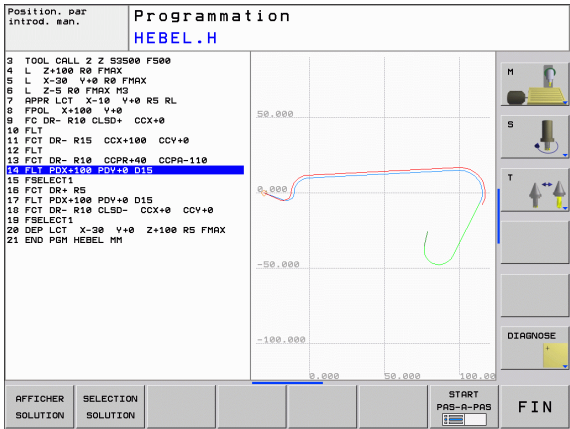 Position. par
introd. man.
Programmation
HEBEL.H
3 TOOL CALL 2 Z S3500 F500
4 L Z+100 R0 FMAX
5 L X-30 Y+0 R0 FMAX
6 L Z-5 R0 FMAX M3
7 APPR LCT X-10 Y+0 R5 RL
8 FPOL X+100 Y+0
9 FC DR- R10 CLSD+ CCX+0
10 FLT
11 FCT DR- R15 CCX+100 CCY+0
12 FLT
13 FCT DR- R10 CCPR+40 CCPA-110
14 FLT PDX+100 PDY+0 D15
15 FSELECT1
16 FCT DR+ R5
17 FLT PDX+100 PDY+0 D15
18 FCT DR- R10 CLSD- CCX+0 CCY+0
19 FSELECT1
20 DEP LCT X-30 Y+0 Z+100 R5 FMAX
21 END PGM HEBEL MM
50.000
0.000
-50.000
-100.000
0.000 50.000 100.00
M
S
T
DIAGNOSE
AFFICHER
SOLUTION
SELECTION
SOLUTION
START
PAS-A-PAS
FIN